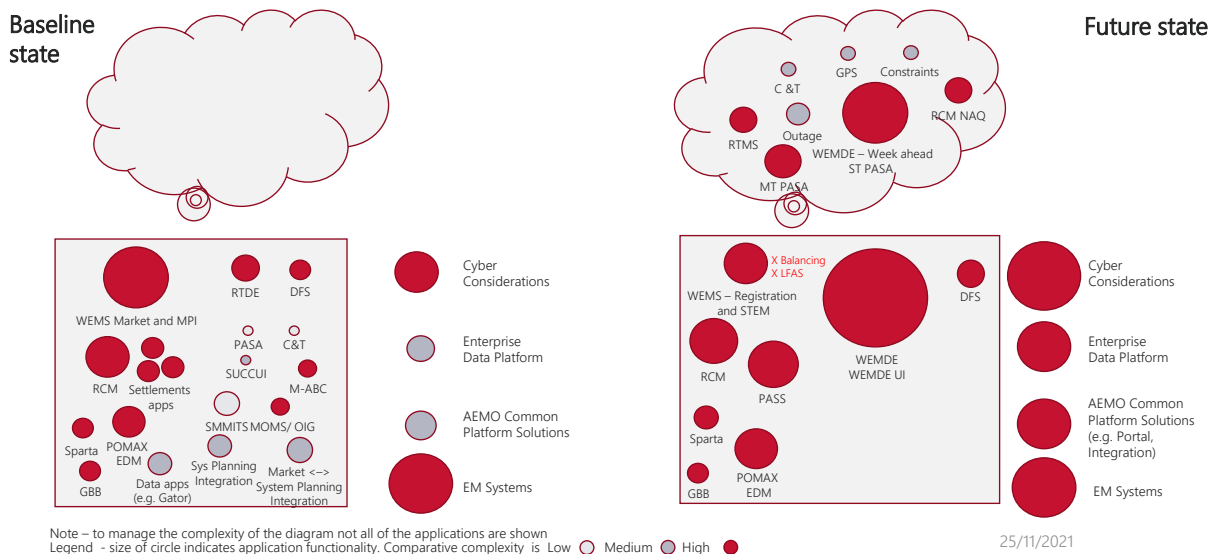 Baseline
state
Future state
C &T
GPS
Constraints
RTMS
Outage
RCM NAQ
WEMDE – Week ahead
ST PASA
MT PASA
WEMS Market and MPI
RTDE
DFS
PASA
C&T
SUCCUI
RCM
Settlements
apps
M-ABC
SMMITS
MOMS/ OIG
Sparta
POMAX
EDM
GBB
Data apps
(e.g. Gator)
Sys Planning
Integration
Market <–>
System Planning
Integration
Cyber
Considerations
Enterprise
Data Platform
AEMO Common
Platform Solutions
EM Systems
X Balancing
X LFAS
WEMS – Registration
and STEM
DFS
RCM
PASS
WEMDE
WEMDE UI
Sparta
GBB
POMAX
EDM
Cyber
Considerations
Enterprise
Data Platform
AEMO Common
Platform Solutions
(e.g. Portal,
Integration)
EM Systems
Note – to manage the complexity of the diagram not all of the applications are shown
Legend - size of circle indicates application functionality. Comparative complexity is Low Medium High
25/11/2021